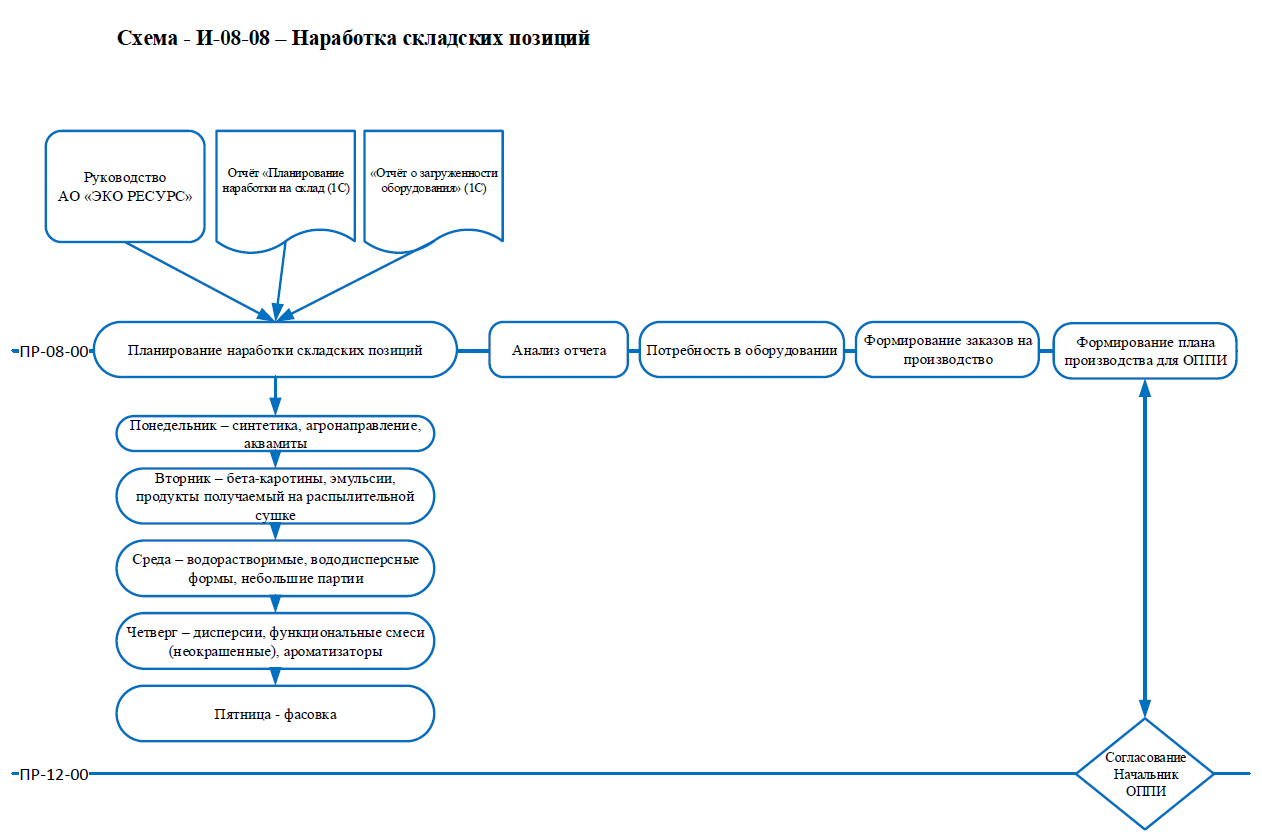 Схема - И-08-08 – Наработка складских позиций
Руководство
АО «ЭКО РЕСУРС»
Отчёт «Планирование
наработки на склад (1С)
«Отчёт о загруженности
оборудования» (1С)
ПР-08-00
Планирование наработки складских позиций
Анализ отчета
Потребность в оборудовании
Формирование заказов на
производство
Формирование плана
производства для ОППИ
Понедельник – синтетика, агронаправление,
аквамиты
Вторник – бета-каротины, эмульсии,
продукты получаемый на распылительной
сушке
Среда – водорастворимые, вододисперсные
формы, небольшие партии
Четверг – дисперсии, функциональные смеси
(неокрашенные), ароматизаторы
Пятница - фасовка
ПР-12-00
Согласование
Начальник
ОППИ